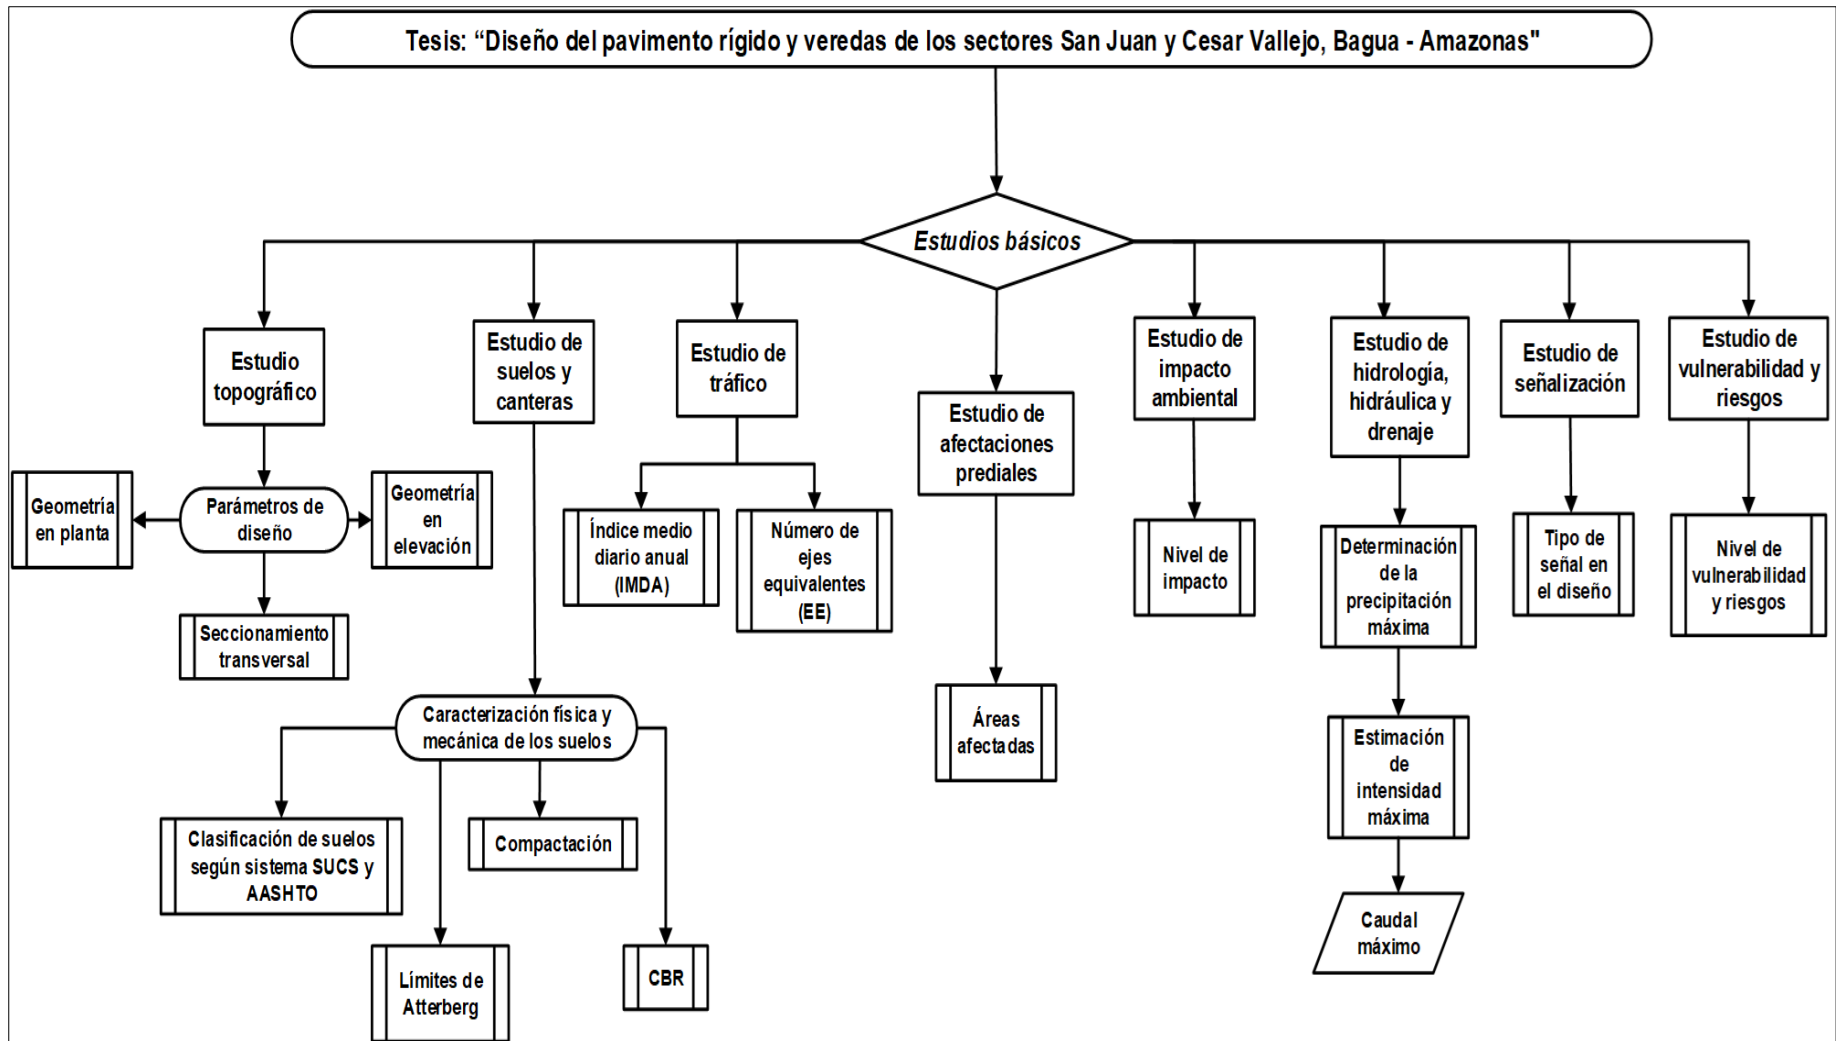 Tesis: “Diseño del pavimento rígido y veredas de los sectores San Juan y Cesar Vallejo, Bagua - Amazonas"
Estudios básicos
Estudio
topográfico
Estudio de
suelos y
canteras
Estudio de
tráfico
Estudio de
afectaciones
prediales
Estudio de
impacto
ambiental
Estudio de
hidrología,
hidráulica y
drenaje
Estudio de
señalización
Estudio de
vulnerabilidad y
riesgos
Geometría
en planta
Parámetros de
diseño
Geometría
en
elevación
Seccionamiento
transversal
Índice medio
diario anual
(IMDA)
Número de
ejes
equivalentes
(EE)
Nivel de
impacto
Determinación
de la
precipitación
máxima
Tipo de
señal en
el diseño
Nivel de
vulnerabilidad
y riesgos
Caracterización física y
mecánica de los suelos
Áreas
afectadas
Estimación
de
intensidad
máxima
Clasificación de suelos
según sistema SUCS y
AASHTO
Compactación
Límites de
Atterberg
CBR
Caudal
máximo